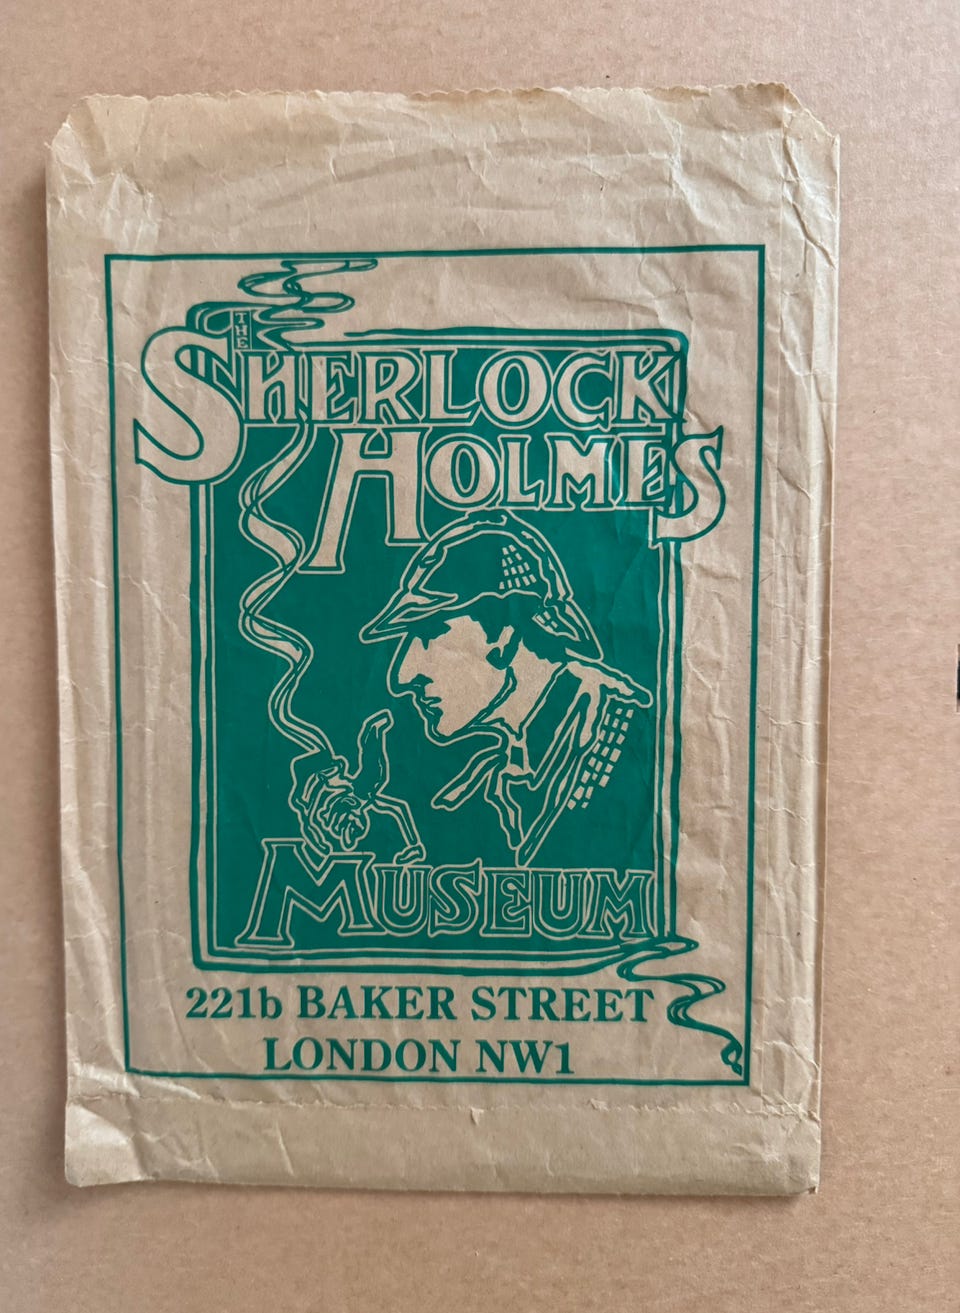 THE
SHERLOCK
HOLMES
MUSEUM
221b BAKER STREET
LONDON NW1